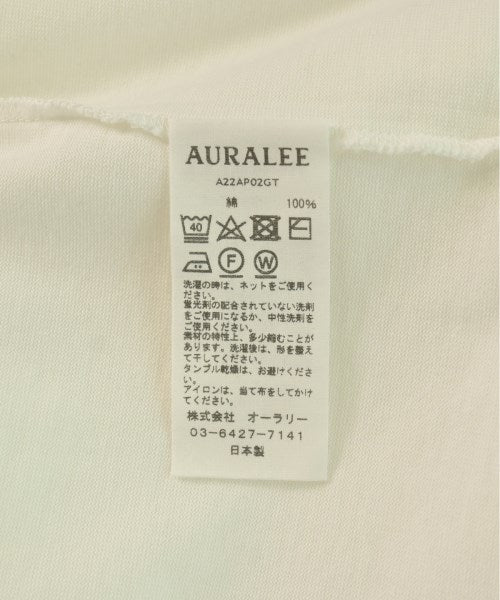 AURALEE
A22AP02GT
綿 100%
40
F W
洗濯の時は、ネットをご使用く
ださい。
蛍光剤の配合されていない洗剤
をご使用になるか、中性洗剤を
ご使用ください。
素材の特性上、多少縮むことが
あります。洗濯後は、形を整え
て干してください。
タンブル乾燥は、お避けくださ
い。
アイロンは、当て布をしてかけ
てください。
株式会社 オーラリー
03-6427-7141
日本製